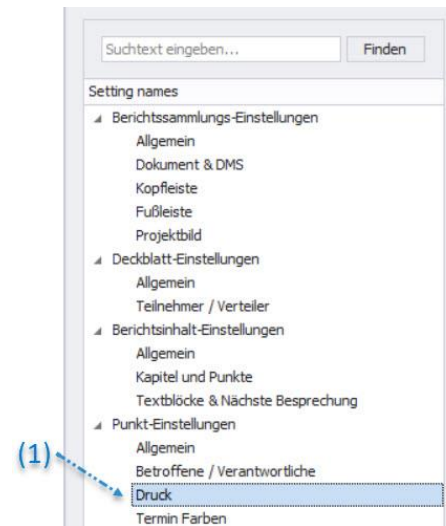 Suchtext eingeben...
Finden
Setting names
Berichtssammlungs-Einstellungen
Allgemein
Dokument & DMS
Kopfleiste
Fußleiste
Projektbild
Deckblatt-Einstellungen
Allgemein
Teilnehmer / Verteiler
Berichtsinhalt-Einstellungen
Allgemein
Kapitel und Punkte
Textblöcke & Nächste Besprechung
Punkt-Einstellungen
Allgemein
(1)
Betroffene / Verantwortliche
Druck
Termin Farben